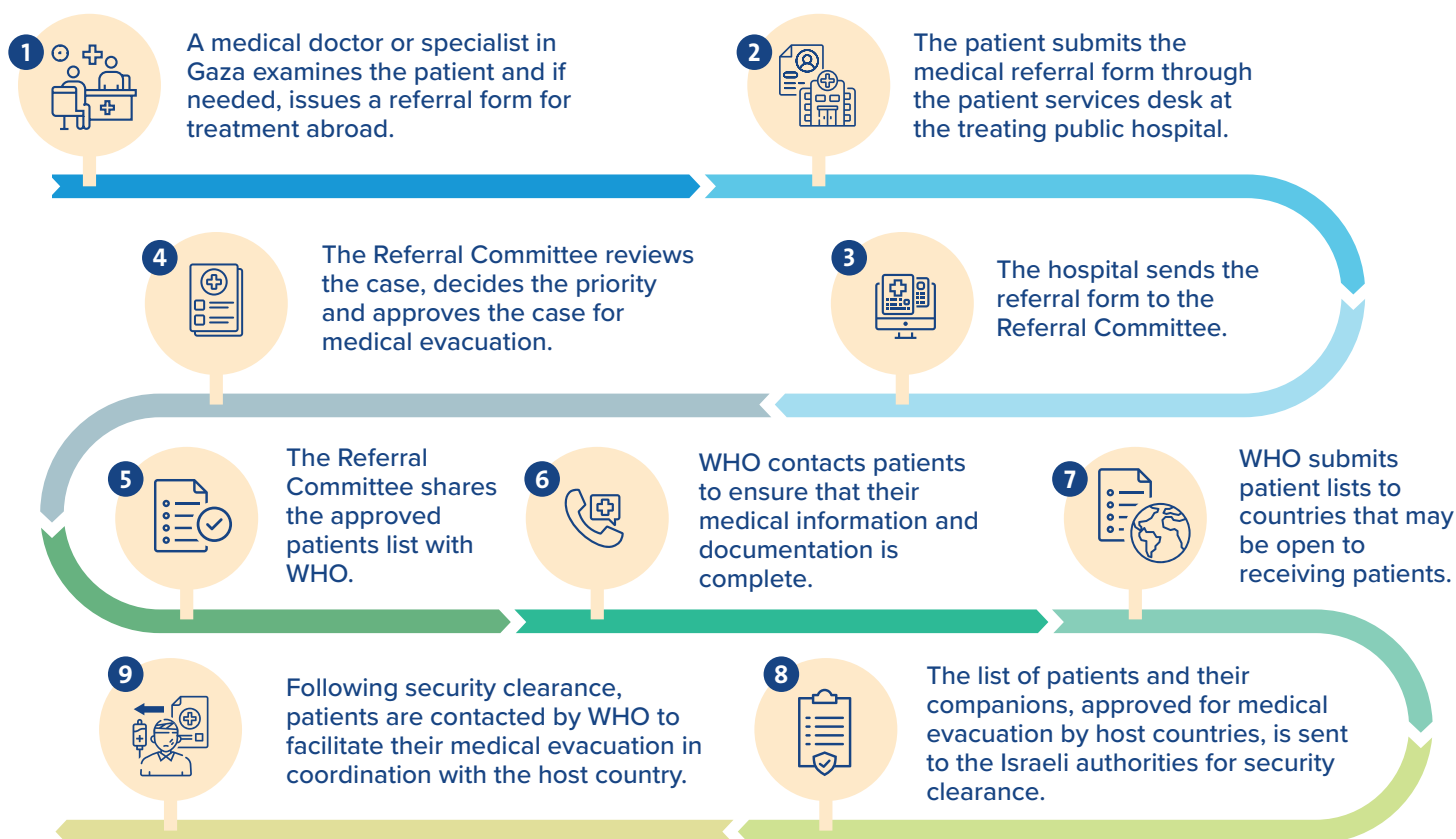 1
A medical doctor or specialist in
Gaza examines the patient and if
needed, issues a referral form for
treatment abroad.
2
The patient submits the
medical referral form through
the patient services desk at
the treating public hospital.
3
The hospital sends the
referral form to the
Referral Committee.
4
The Referral Committee reviews
the case, decides the priority
and approves the case for
medical evacuation.
5
The Referral
Committee shares
the approved
patients list with
WHO.
6
WHO contacts patients
to ensure that their
medical information and
documentation is
complete.
7
WHO submits
patient lists to
countries that may
be open to
receiving patients.
8
The list of patients and their
companions, approved for medical
evacuation by host countries, is sent
to the Israeli authorities for security
clearance.
9
Following security clearance,
patients are contacted by WHO to
facilitate their medical evacuation in
coordination with the host country.